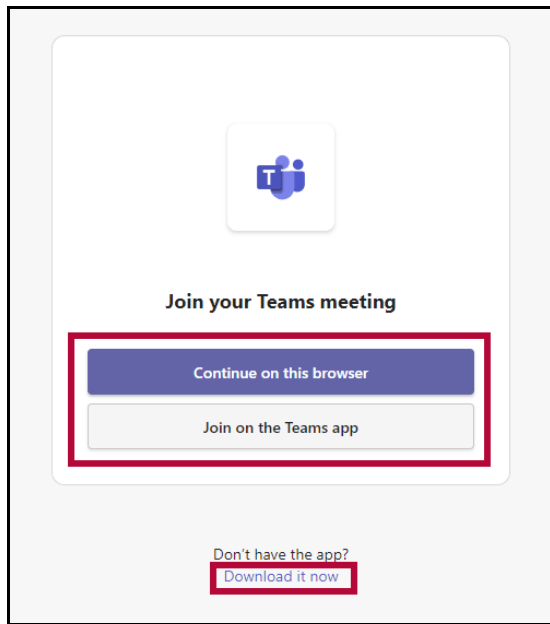 T
Join your Teams meeting
Continue on this browser
Join on the Teams app
Don't have the app?
Download it now